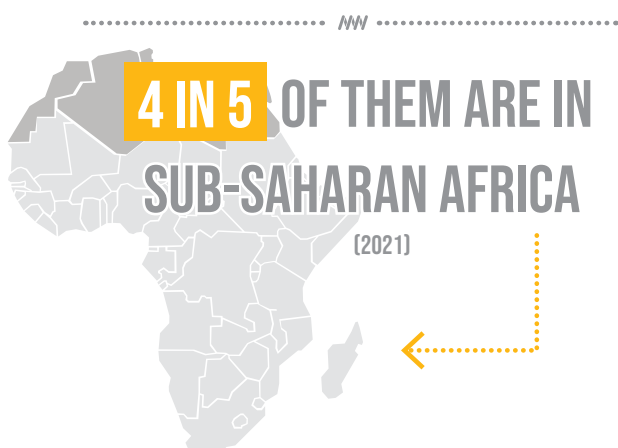 4 IN 5 OF THEM ARE IN
SUB-SAHARAN AFRICA
(2021)